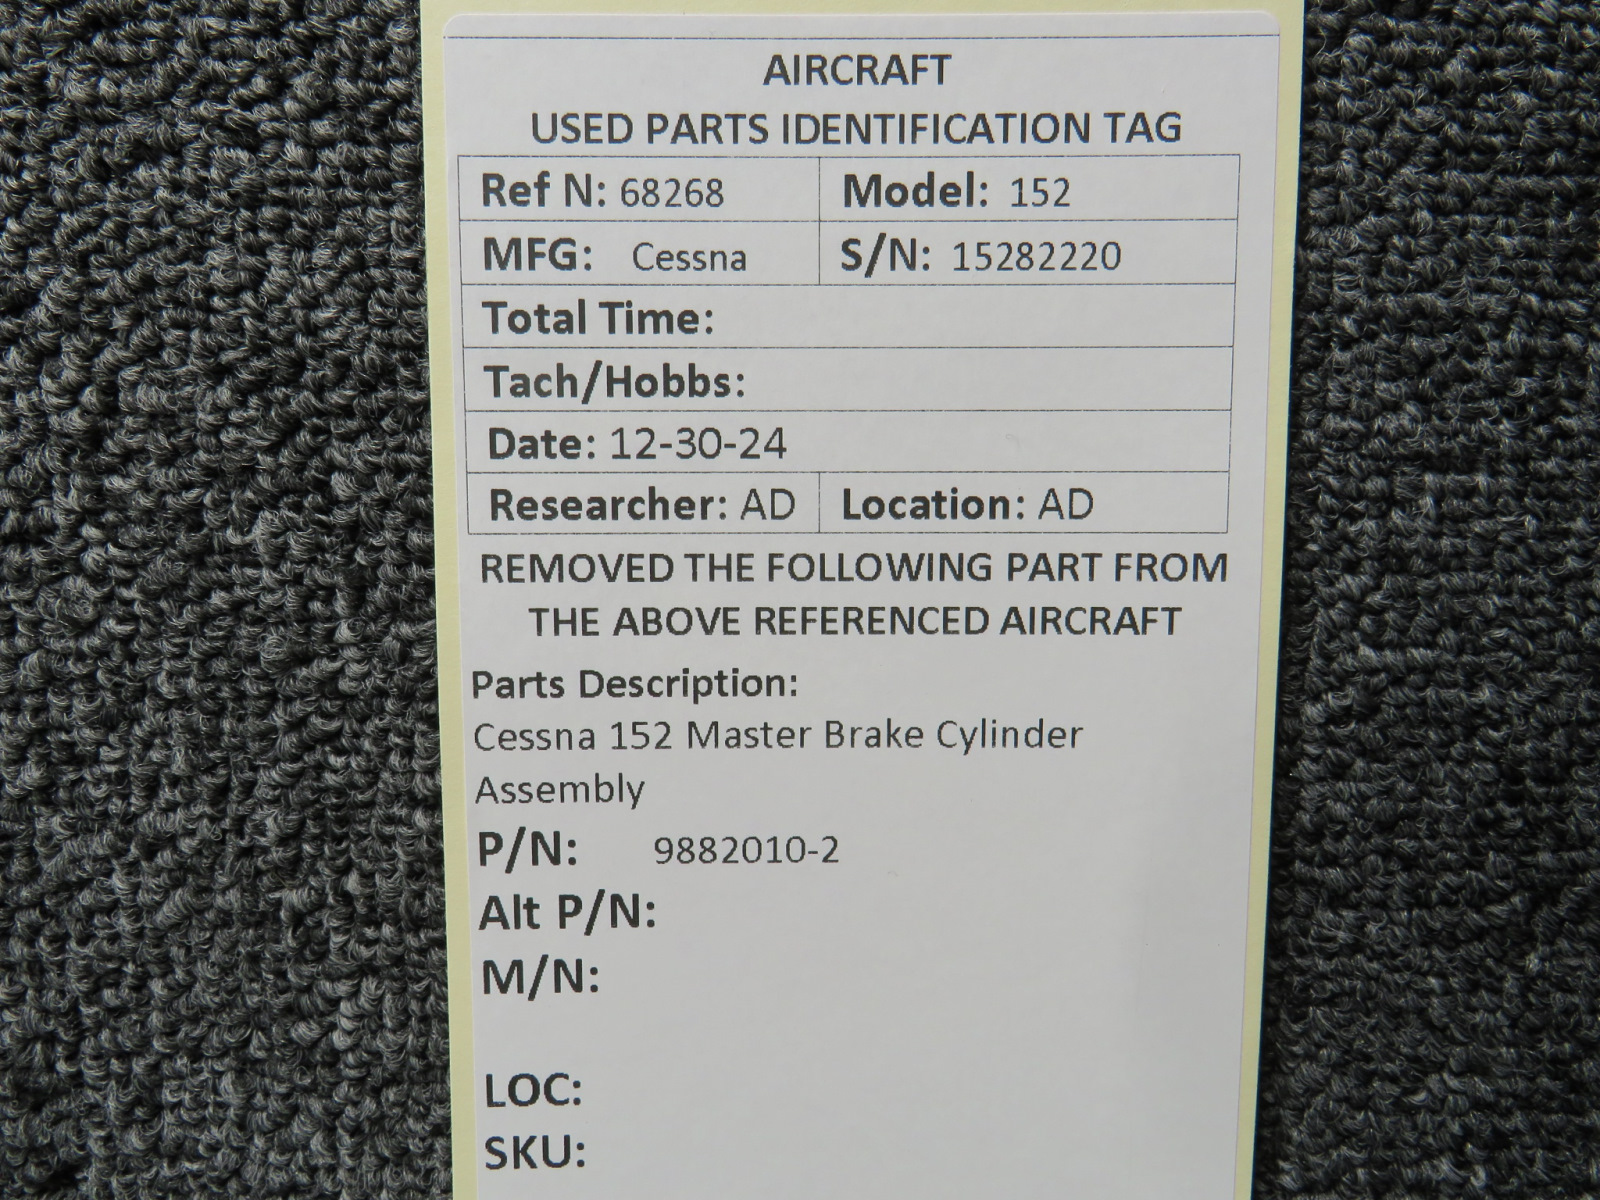 AIRCRAFT
USED PARTS IDENTIFICATION TAG
Ref N: 68268 Model: 152
MFG: Cessna S/N: 15282220
Total Time:
Tach/Hobbs:
Date: 12-30-24
Researcher: AD Location: AD
REMOVED THE FOLLOWING PART FROM
THE ABOVE REFERENCED AIRCRAFT
Parts Description:
Cessna 152 Master Brake Cylinder
Assembly
P/N: 9882010-2
Alt P/N:
M/N:
LOC:
SKU: